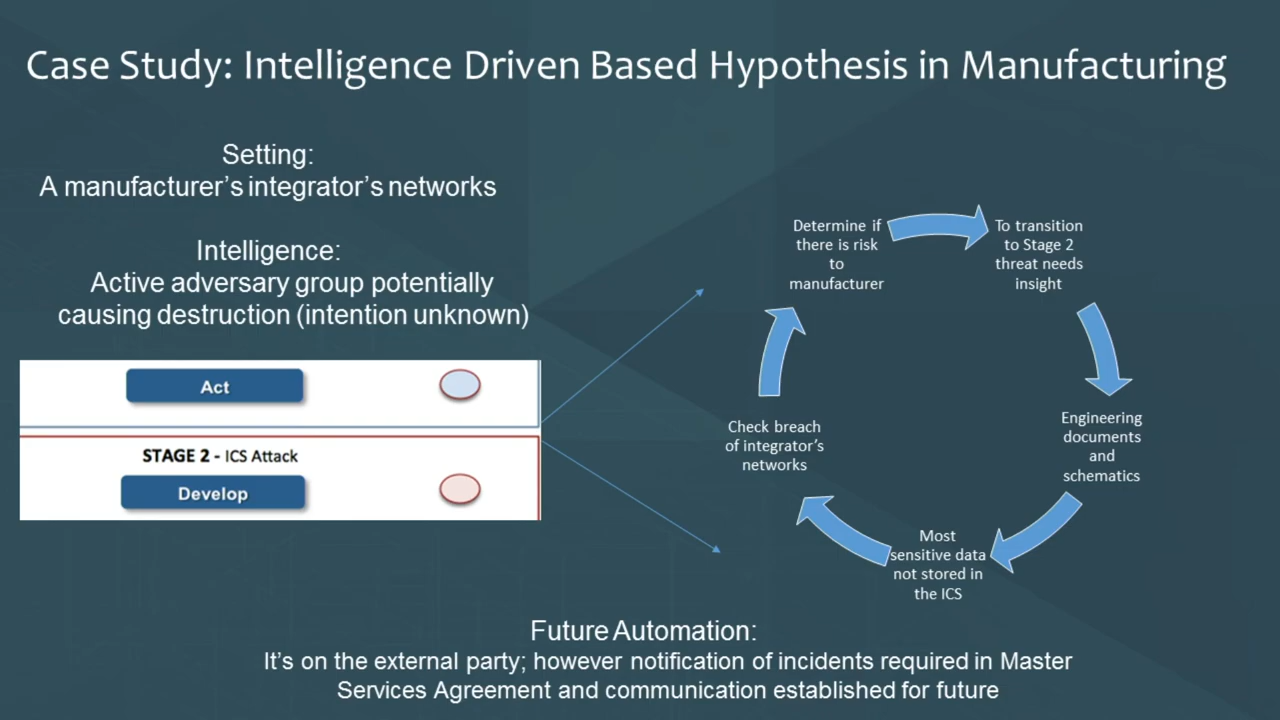 Case Study: Intelligence Driven Based Hypothesis in Manufacturing
Setting:
A manufacturer's integrator's networks
Intelligence:
Active adversary group potentially
causing destruction (intention unknown)
Act
STAGE 2 - ICS Attack
Develop
Determine if
there is risk
to
manufacturer
To transition
to Stage 2
threat needs
insight
Engineering
documents
and
schematics
Most
sensitive data
not stored in
the ICS
Check breach
of integrator's
networks
Future Automation:
It's on the external party; however notification of incidents required in Master
Services Agreement and communication established for future